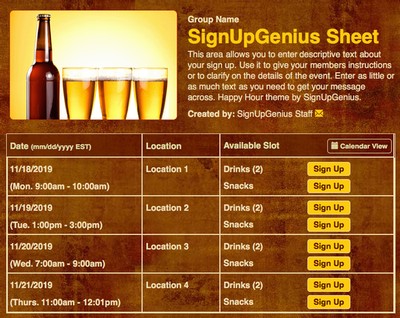 Group Name
SignUpGenius Sheet
This area allows you to enter descriptive text about
your sign up. Use it to give your members instructions
or to clarify on the details of the event. Enter as little or
as much text as you need to get your message
across. Happy Hour theme by SignUpGenius.
Created by: SignUpGenius Staff
Date (mm/dd/yyyy EST) Location Available Slot Calendar View
11/18/2019 Location 1 Drinks (2) Sign Up
(Mon. 9:00am - 10:00am) Snacks Sign Up
11/19/2019 Location 2 Drinks (2) Sign Up
(Tue. 1:00pm - 3:00pm) Snacks Sign Up
11/20/2019 Location 3 Drinks (2) Sign Up
(Wed. 7:00am - 9:00am) Snacks Sign Up
11/21/2019 Location 4 Drinks (2) Sign Up
(Thurs. 11:00am - 12:01pm) Snacks Sign Up